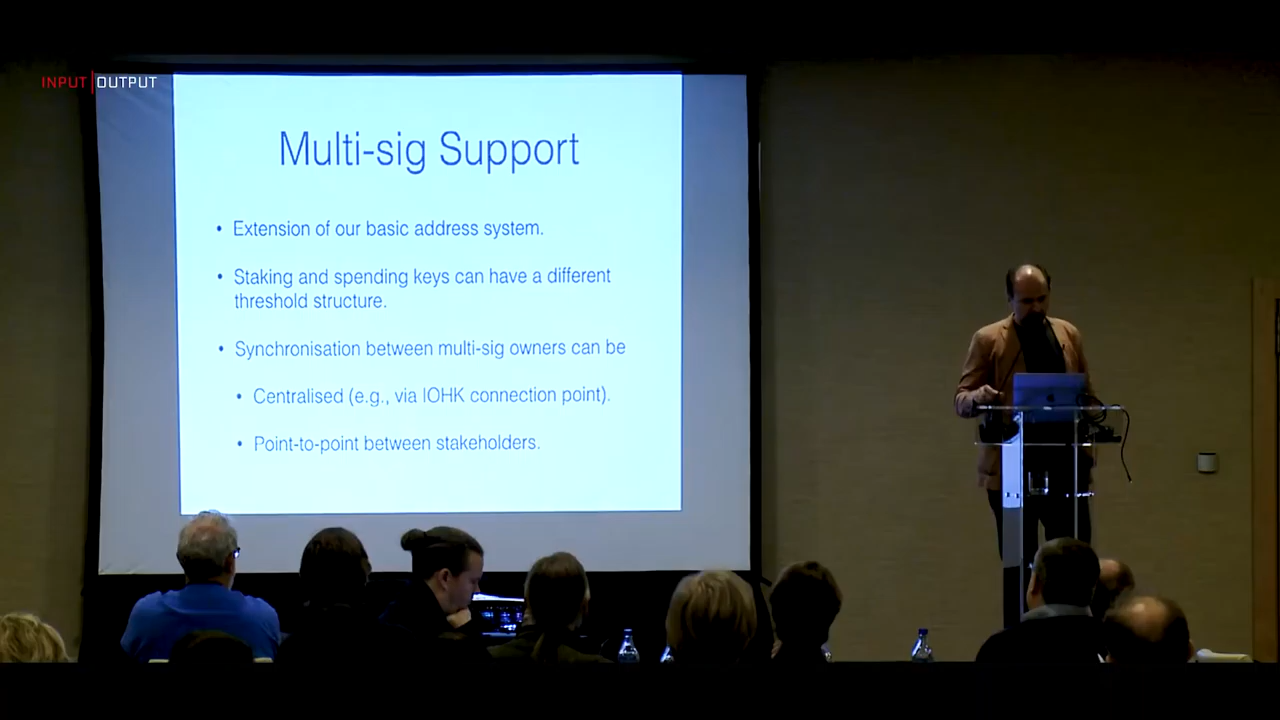 INPUT|OUTPUT
Multi-sig Support
• Extension of our basic address system.
• Staking and spending keys can have a different
threshold structure.
• Synchronisation between multi-sig owners can be
• Centralised (e.g., via IOHK connection point).
• Point-to-point between stakeholders.